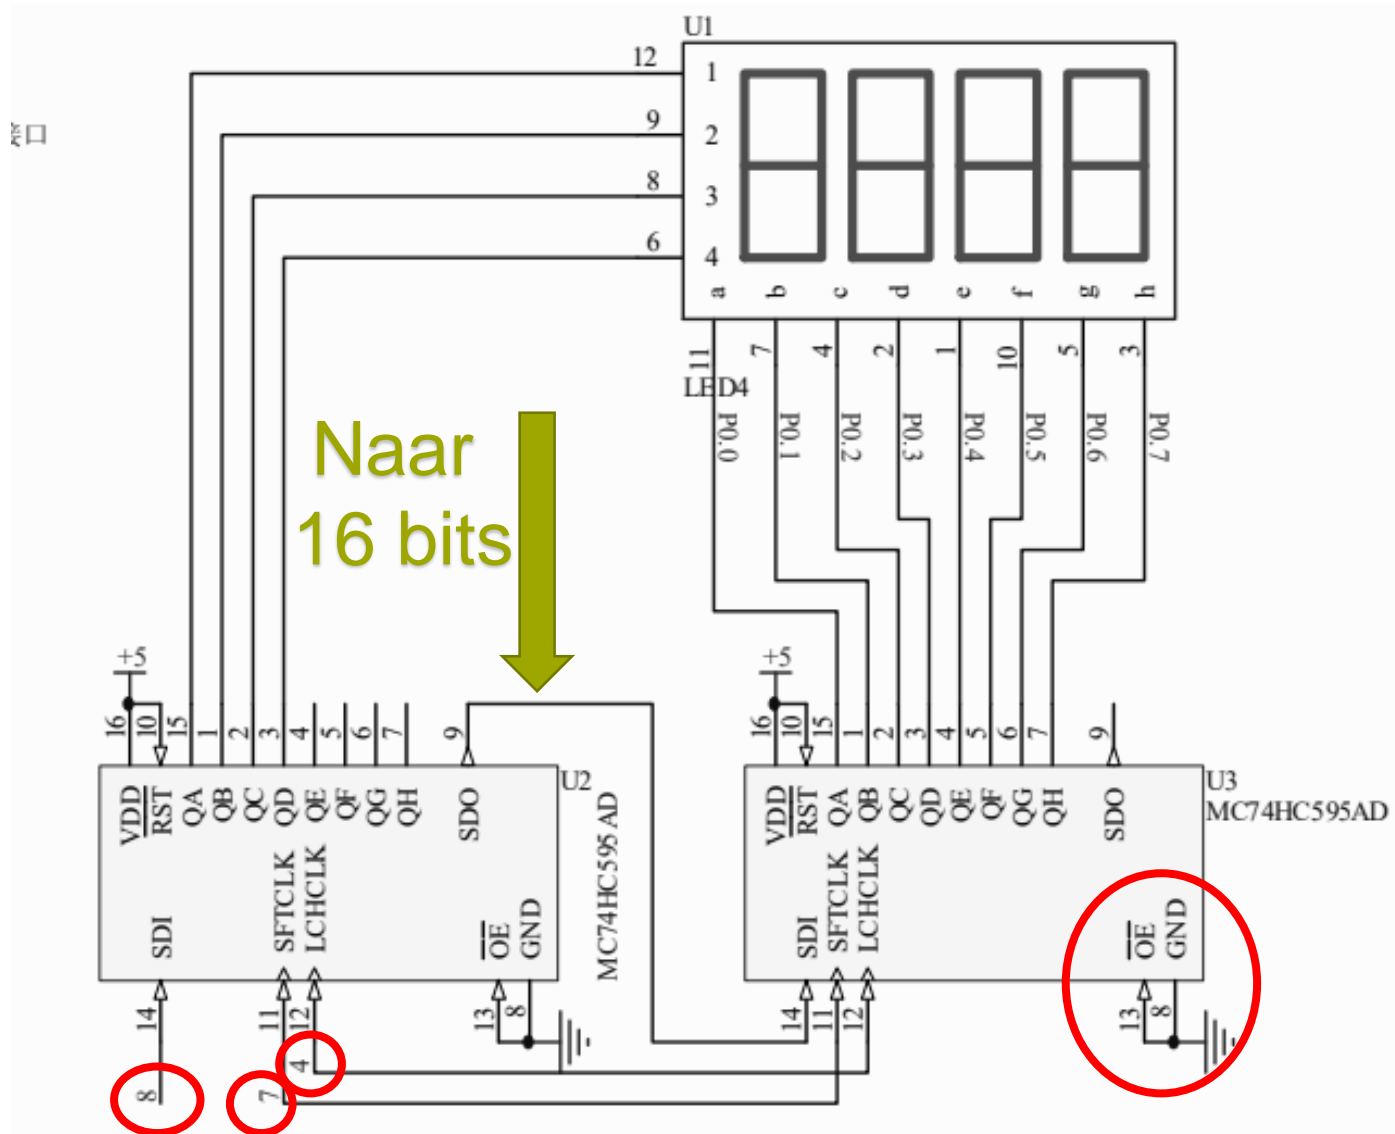 U1
12
1
9
2
接口
8
3
6
4
a b c d e f g h
11 7 4 2 1 10 5 3
LED4
P0.0 P0.1 P0.2 P0.3 P0.4 P0.5 P0.6 P0.7
Naar
16 bits
+5
+5
16 10 15 1 2 3 4 5 6 7 9
16 10 15 1 2 3 4 5 6 7 9
U2
U3
VDD RST QA QB QC QD QE QF QG QH SDO
VDD RST QA QB QC QD QE QF QG QH SDO
MC74HC595AD
MC74HC595AD
SDI SFTCLK LCHCLK OE GND
SDI SFTCLK LCHCLK OE GND
14 11 12 13 8
14 11 12 13 8
4
8 7